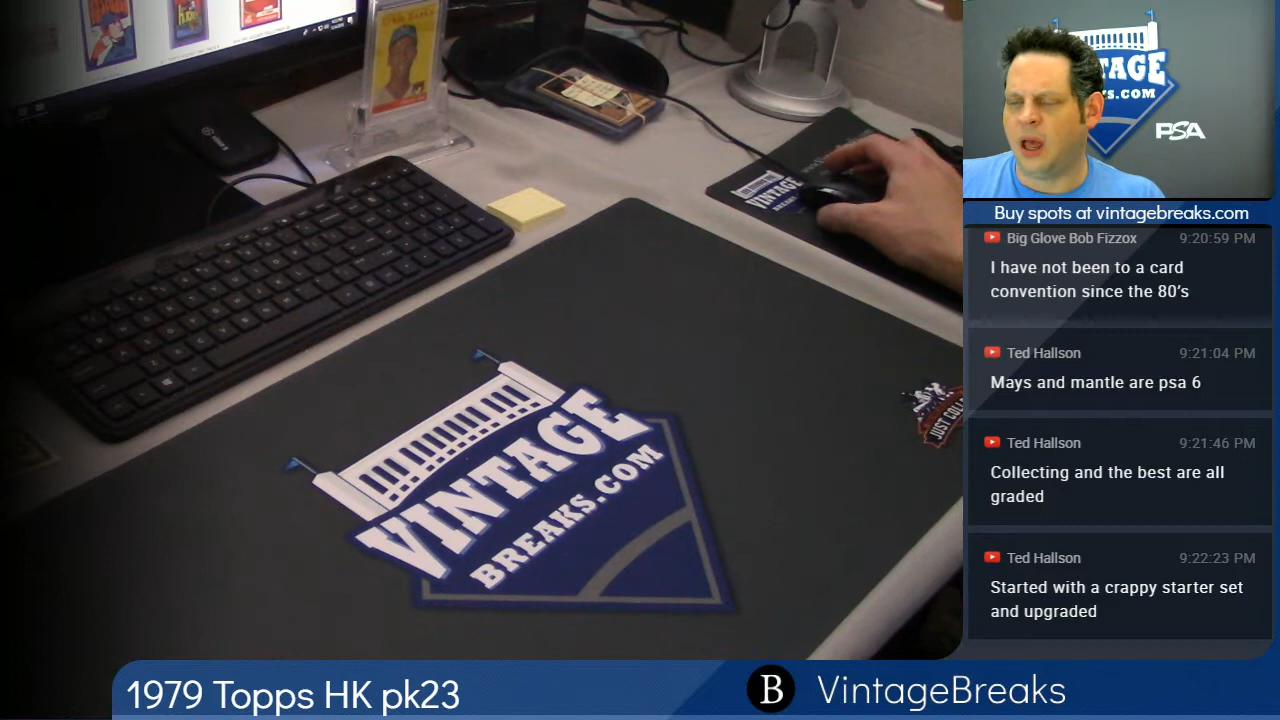 VINTAGE
BREAKS.COM
VINTAGE
JUST COLL
PSA
Buy spots at vintagebreaks.com
Big Glove Bob Fizzox 9:20:59 PM
I have not been to a card
convention since the 80's
Ted Hallson 9:21:04 PM
Mays and mantle are psa 6
Ted Hallson 9:21:46 PM
Collecting and the best are all
graded
Ted Hallson 9:22:23 PM
Started with a crappy starter set
and upgraded
1979 Topps HK pk23
B VintageBreaks